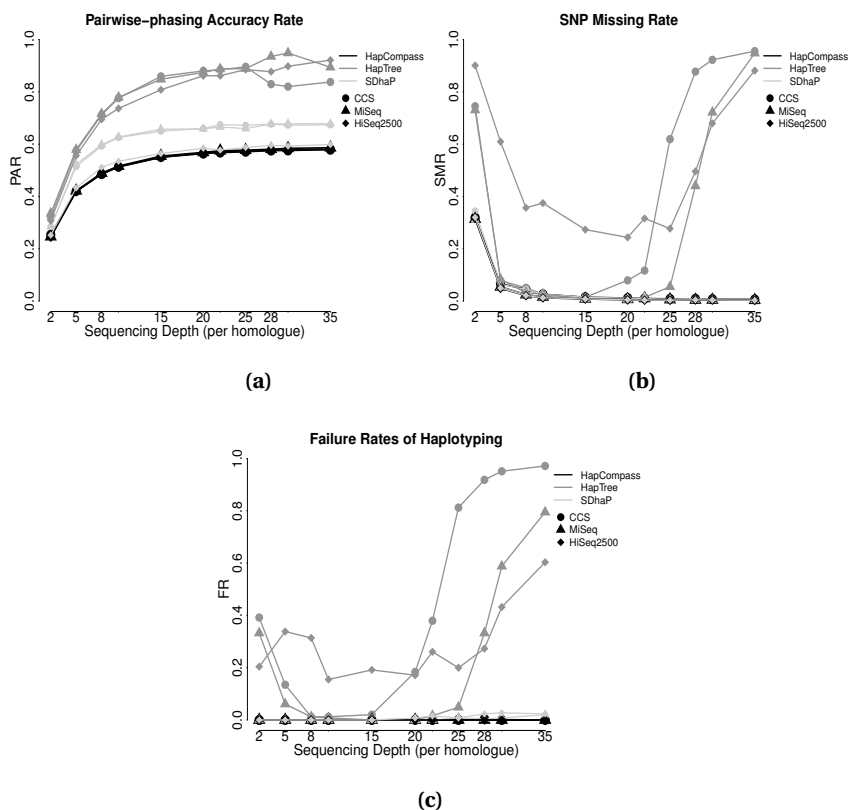 Pairwise-phasing Accuracy Rate
PAR
0.0 0.2 0.4 0.6 0.8 1.0
HapCompass
HapTree
SDhaP
CCS
MiSeq
HiSeq2500
2 5 8 15 20 25 28 35
Sequencing Depth (per homologue)
(a)
SNP Missing Rate
SMR
0.0 0.2 0.4 0.6 0.8 1.0
HapCompass
HapTree
SDhaP
CCS
MiSeq
HiSeq2500
2 5 8 15 20 25 28 35
Sequencing Depth (per homologue)
(b)
Failure Rates of Haplotyping
FR
0.0 0.2 0.4 0.6 0.8 1.0
HapCompass
HapTree
SDhaP
CCS
MiSeq
HiSeq2500
2 5 8 15 20 25 28 35
Sequencing Depth (per homologue)
(c)